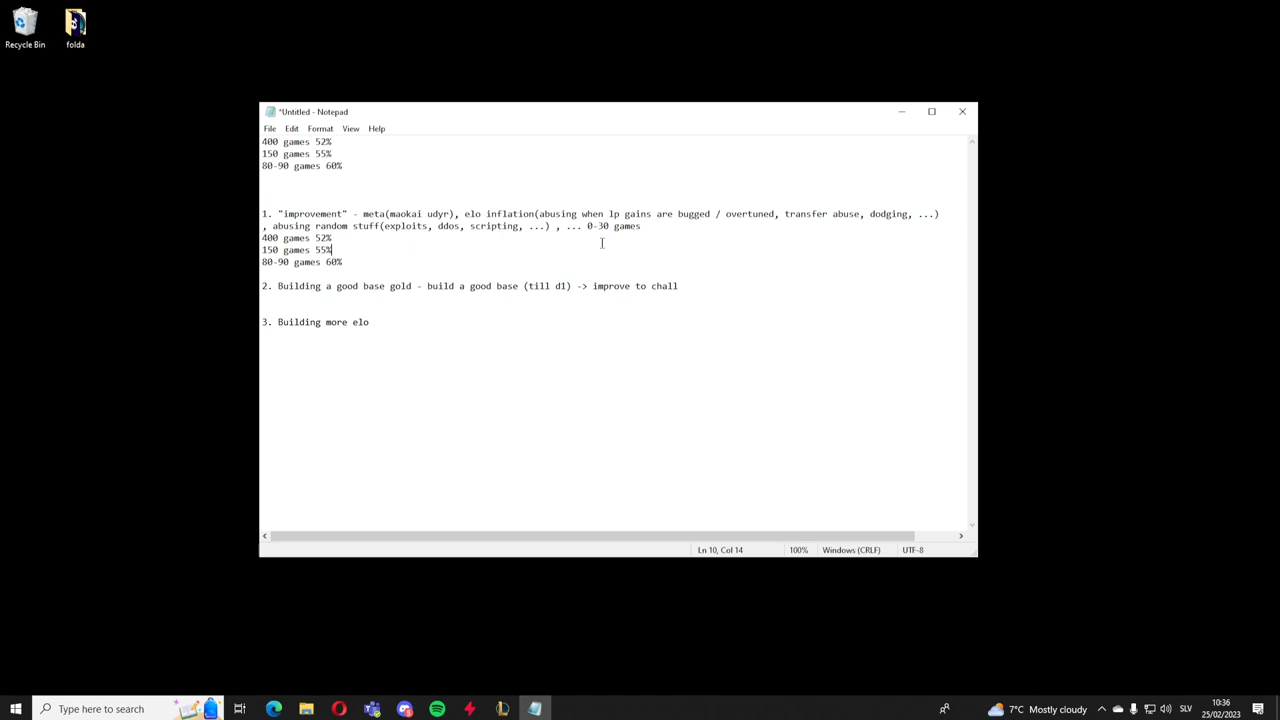 Recycle Bin
folda
*Untitled - Notepad
File Edit Format View Help
400 games 52%
150 games 55%
80-90 games 60%
1. "improvement" - meta(maokai udyr), elo inflation(abusing when lp gains are bugged / overtuned, transfer abuse, dodging, ...)
, abusing random stuff(exploits, ddos, scripting, ...) , ... 0-30 games
400 games 52%
150 games 55%
80-90 games 60%
2. Building a good base gold - build a good base (till d1) -> improve to chall
3. Building more elo
Ln 10, Col 14 100% Windows (CRLF) UTF-8
Type here to search
7°C Mostly cloudy SLV 10:36
25/02/2023